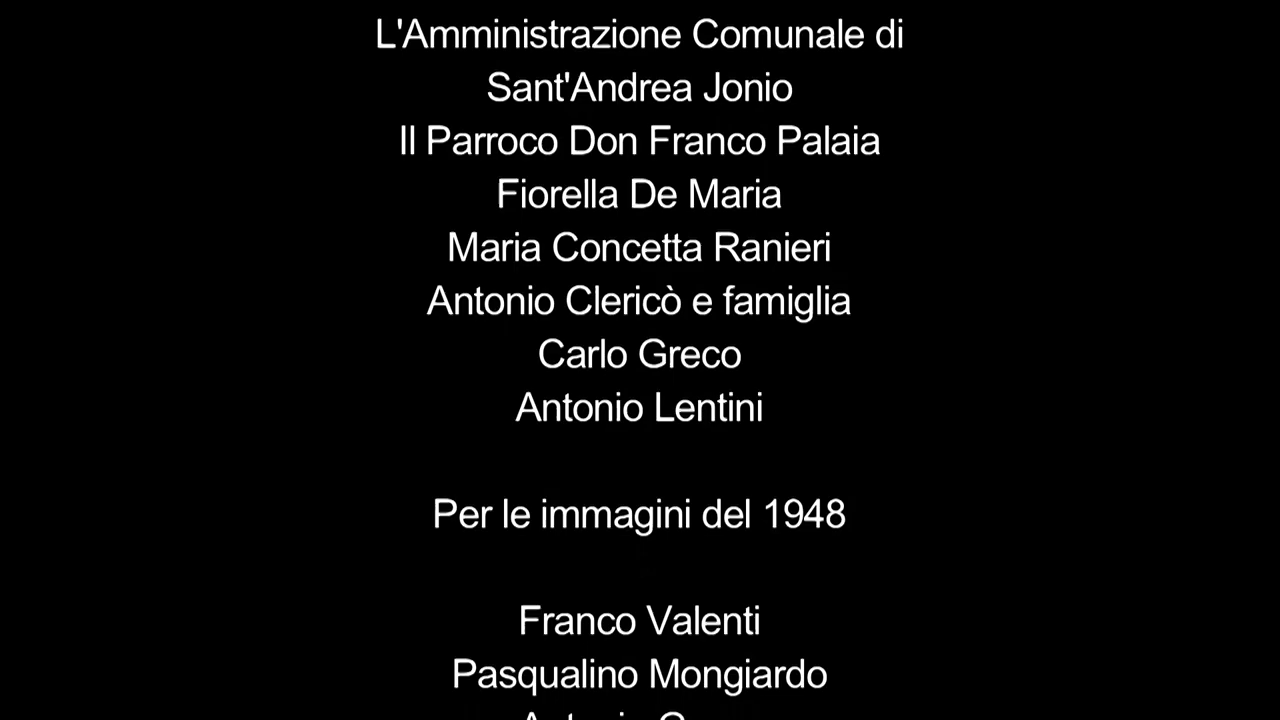 L'Amministrazione Comunale di
Sant'Andrea Jonio
Il Parroco Don Franco Palaia
Fiorella De Maria
Maria Concetta Ranieri
Antonio Clericò e famiglia
Carlo Greco
Antonio Lentini
Per le immagini del 1948
Franco Valenti
Pasqualino Mongiardo